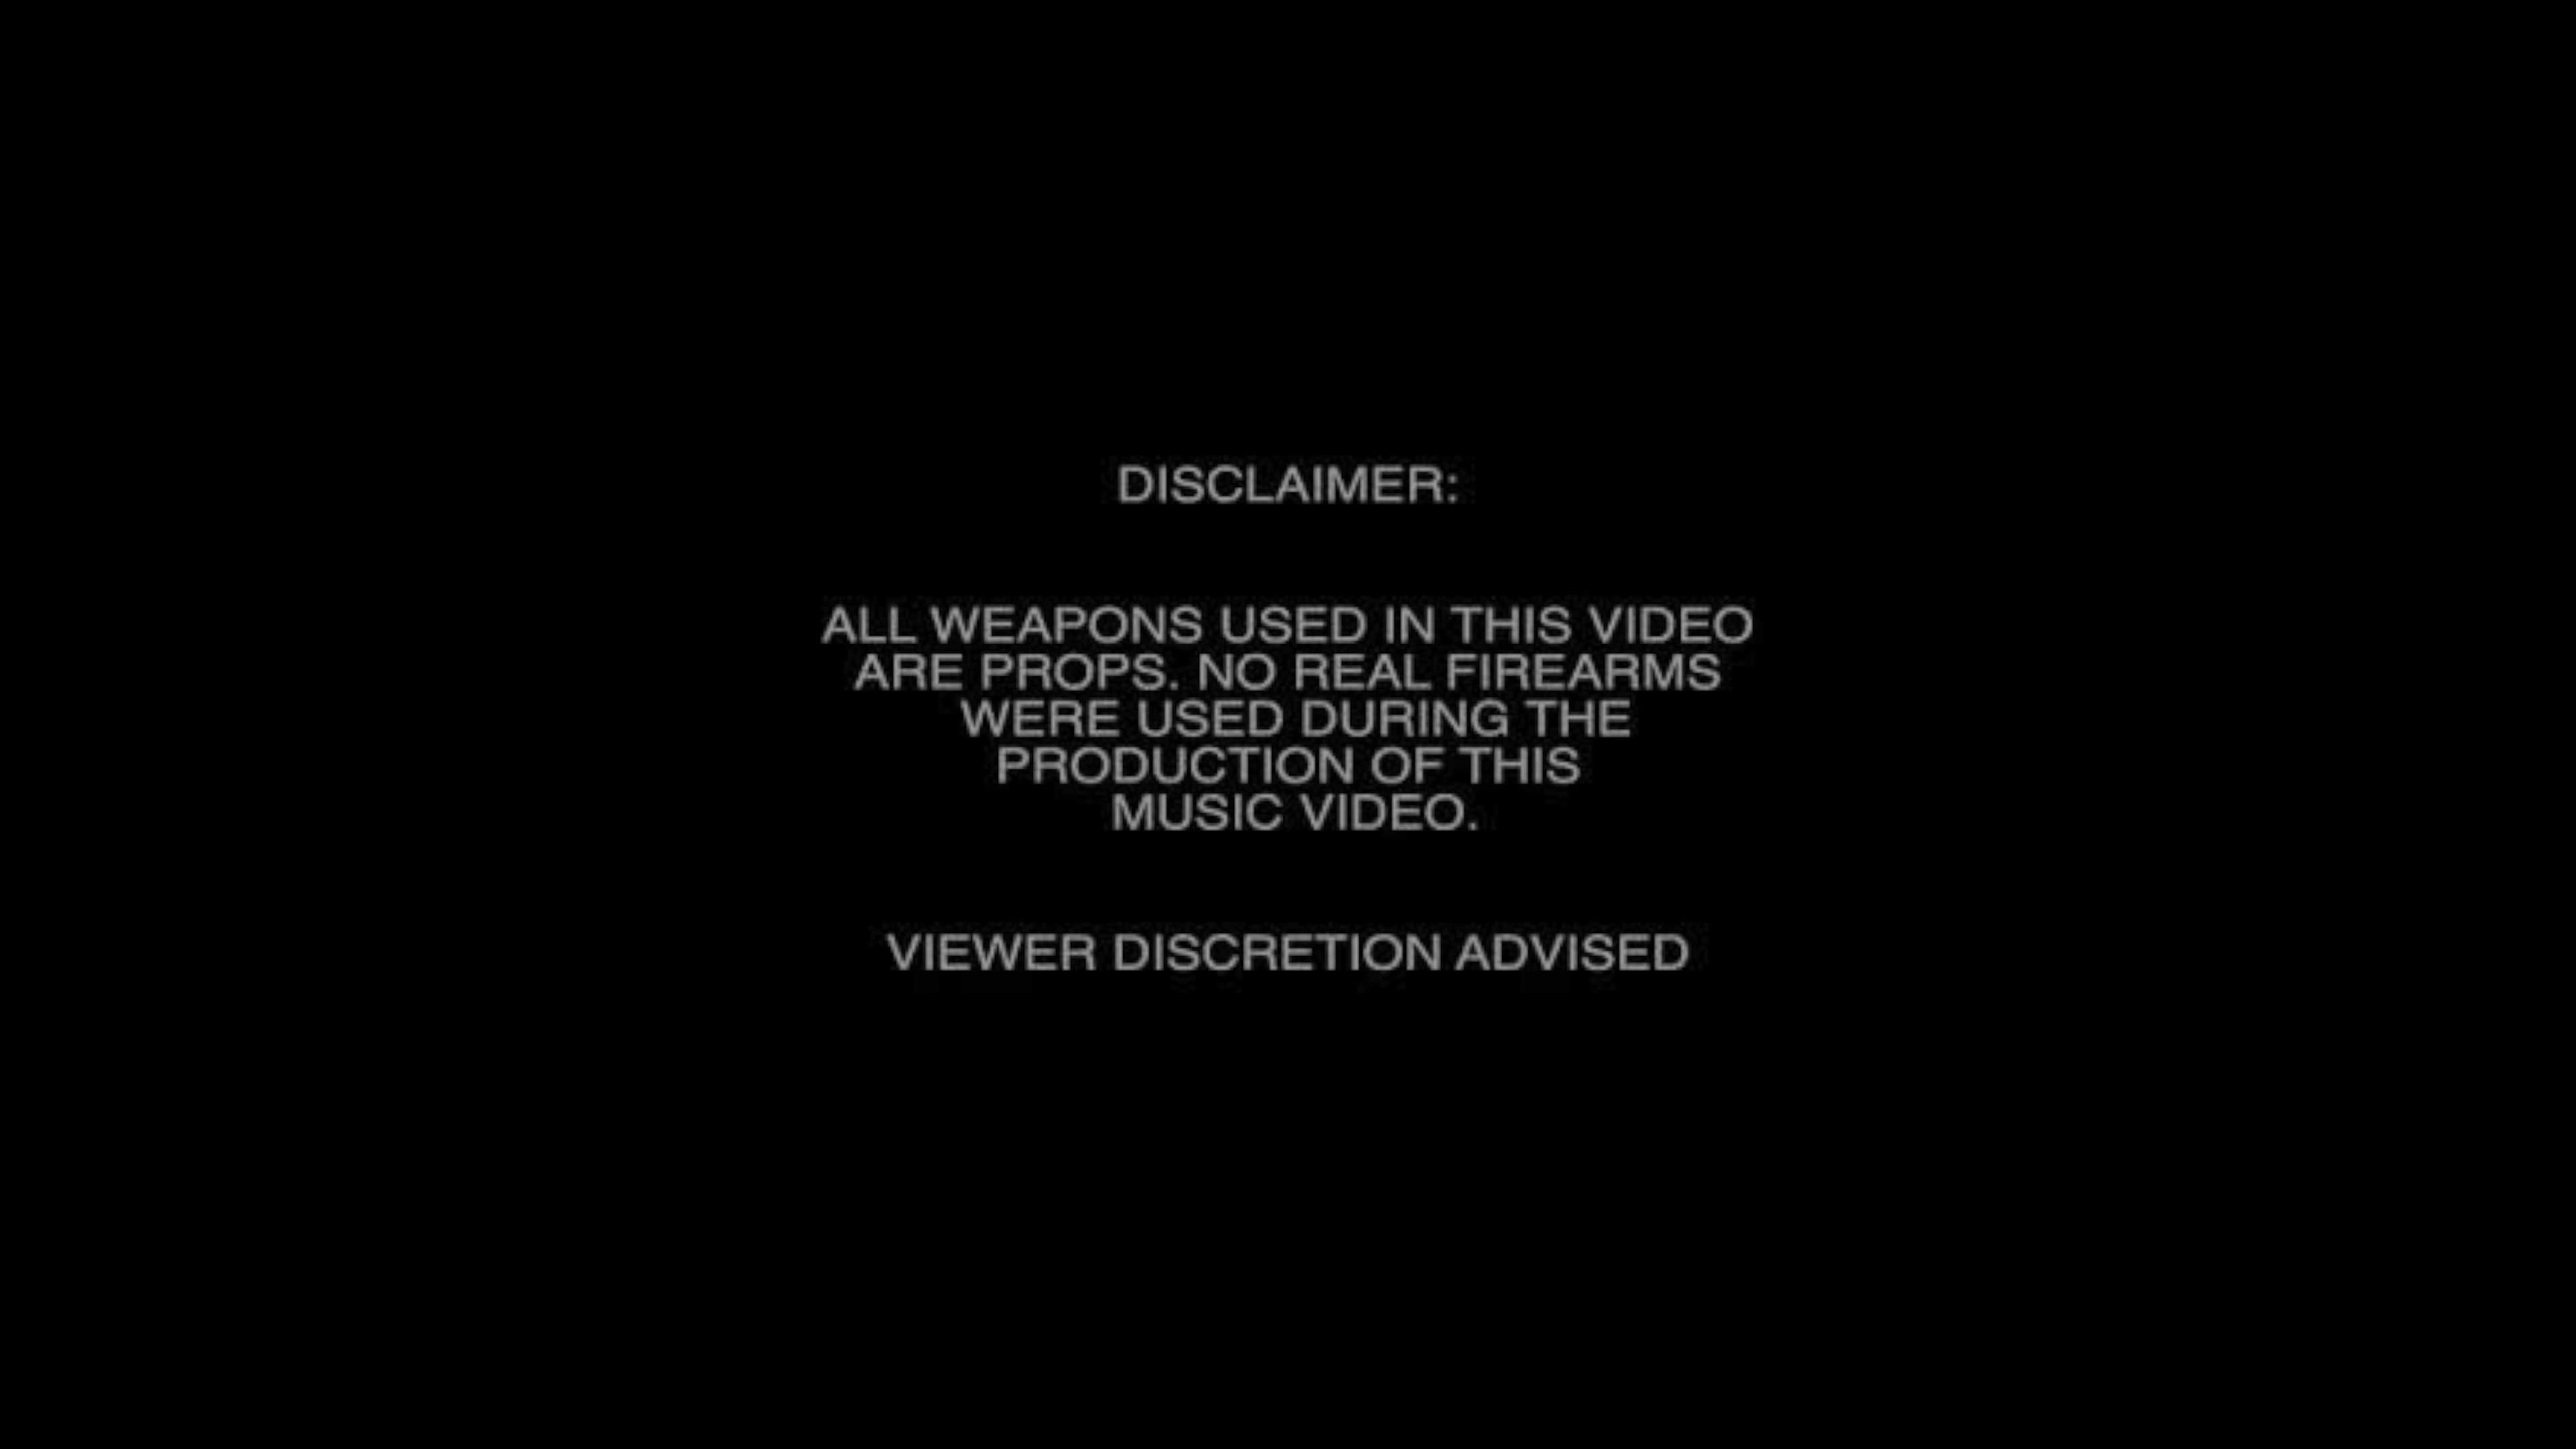 DISCLAIMER:
ALL WEAPONS USED IN THIS VIDEO
ARE PROPS. NO REAL FIREARMS
WERE USED DURING THE
PRODUCTION OF THIS
MUSIC VIDEO.
VIEWER DISCRETION ADVISED